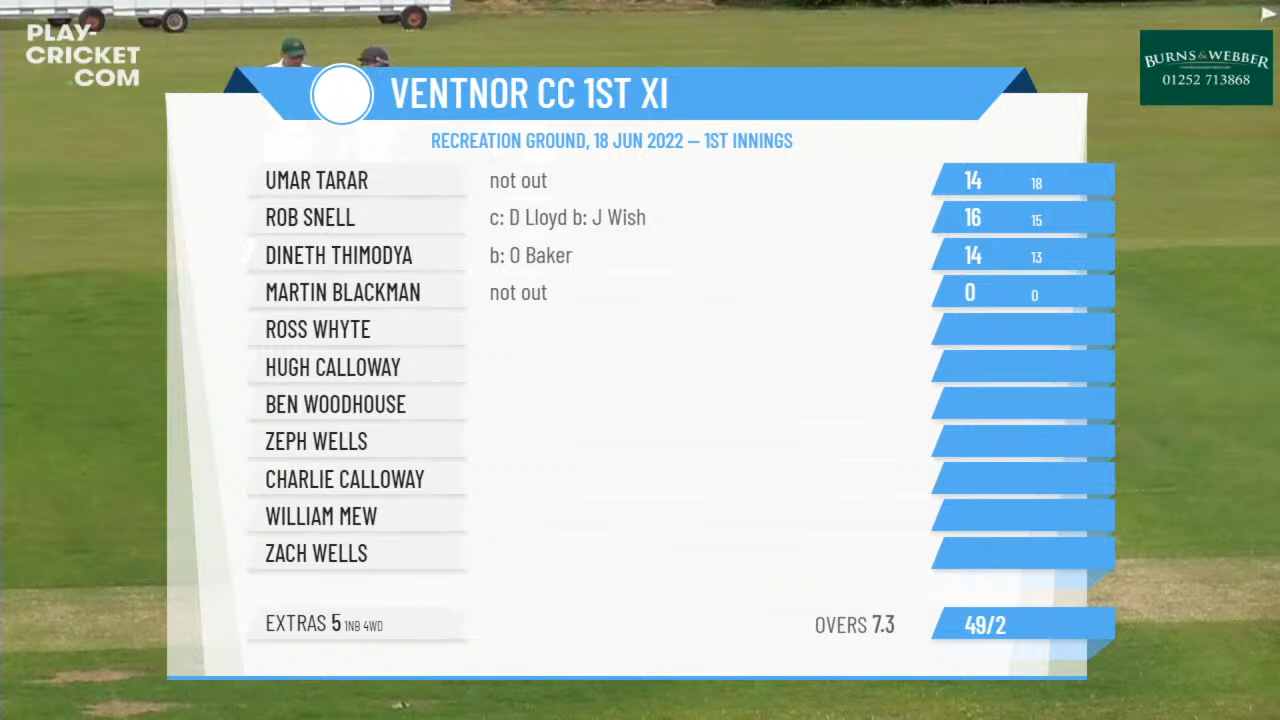 PLAY-
CRICKET
.COM
BURNS & WEBBER
01252 713868
VENTNOR CC 1ST XI
RECREATION GROUND, 18 JUN 2022 – 1ST INNINGS
UMAR TARAR not out 14 18
ROB SNELL c: D Lloyd b: J Wish 16 15
DINETH THIMODYA b: O Baker 14 13
MARTIN BLACKMAN not out 0 0
ROSS WHYTE
HUGH CALLOWAY
BEN WOODHOUSE
ZEPH WELLS
CHARLIE CALLOWAY
WILLIAM MEW
ZACH WELLS
EXTRAS 5 1NB 4WD OVERS 7.3 49/2